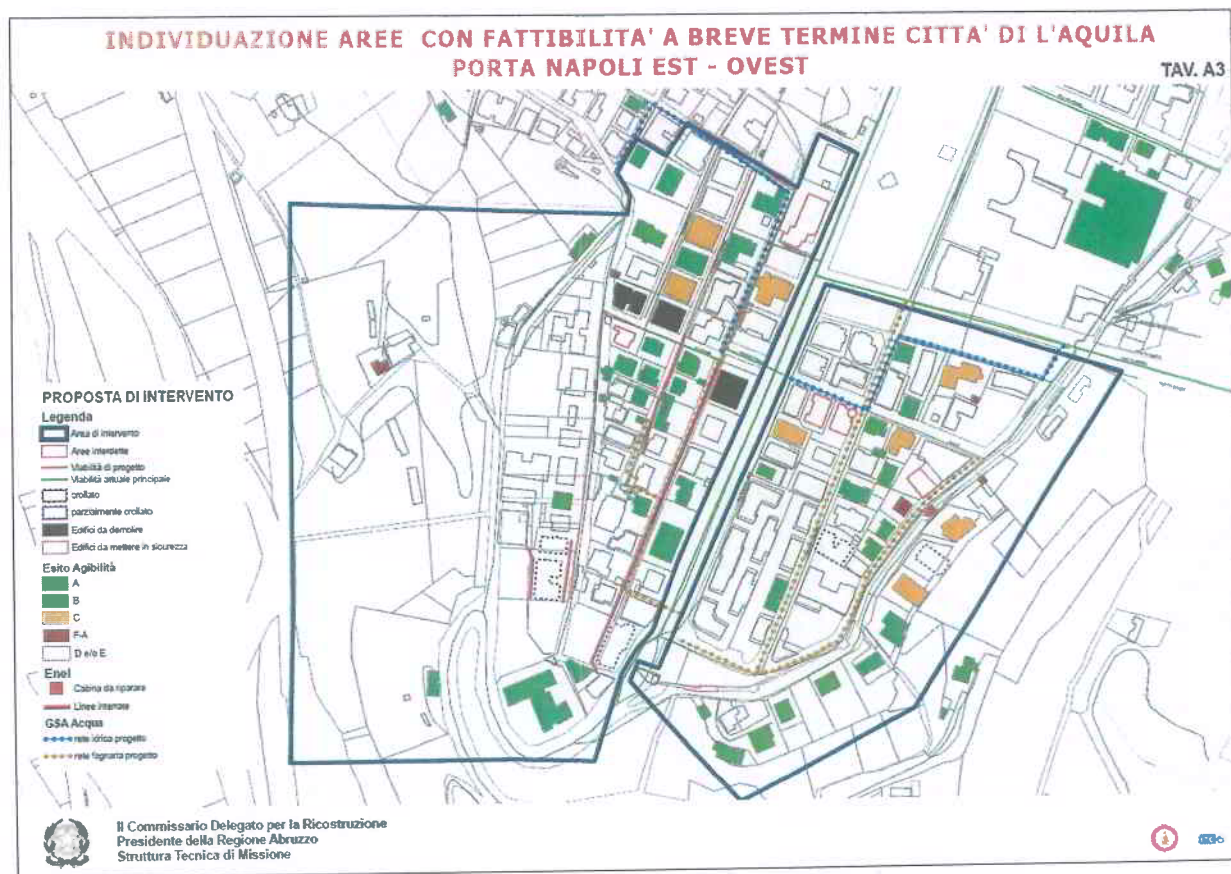 INDIVIDUAZIONE AREE CON FATTIBILITA' A BREVE TERMINE CITTA' DI L'AQUILA
PORTA NAPOLI EST - OVEST
TAV. A3
PROPOSTA DI INTERVENTO
Legenda
Area di intervento
Aree interdette
Viabilità di progetto
Viabilità attuale principale
crollato
parzialmente crollato
Edifici da demolire
Edifici da mettere in sicurezza
Esito Agibilità
A
B
C
F-A
D e/o E
Enel
Cabina da riparare
Linee interrate
GSA Acqua
rete idrica progetto
rete fognaria progetto
Il Commissario Delegato per la Ricostruzione
Presidente della Regione Abruzzo
Struttura Tecnica di Missione